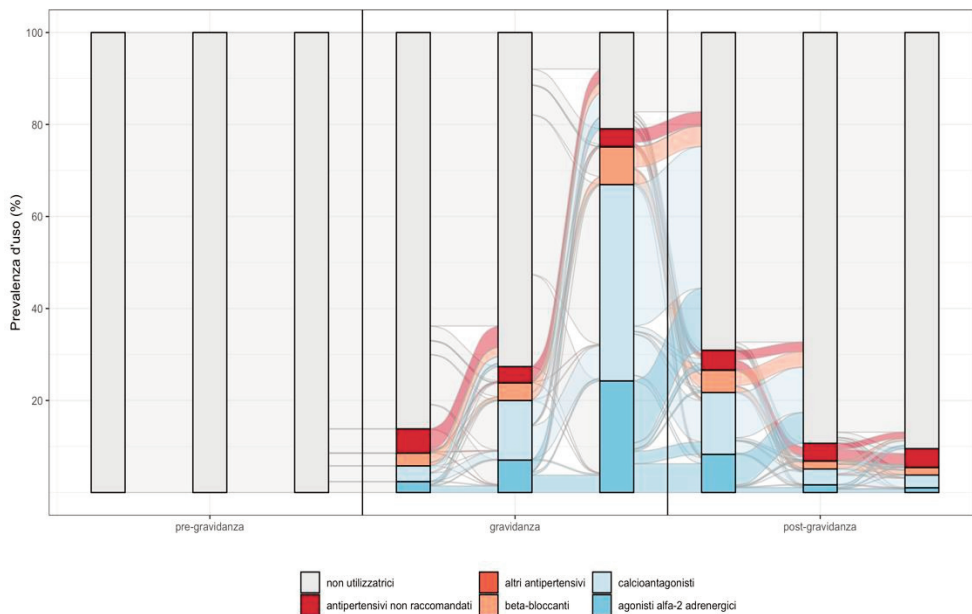 100
80
60
40
20
Prevalenza d'uso (%)
pre-gravidanza
gravidanza
post-gravidanza
non utilizzatrici
altri antipertensivi
calcioantagonisti
antipertensivi non raccomandati
beta-bloccanti
agonisti alfa-2 adrenergici